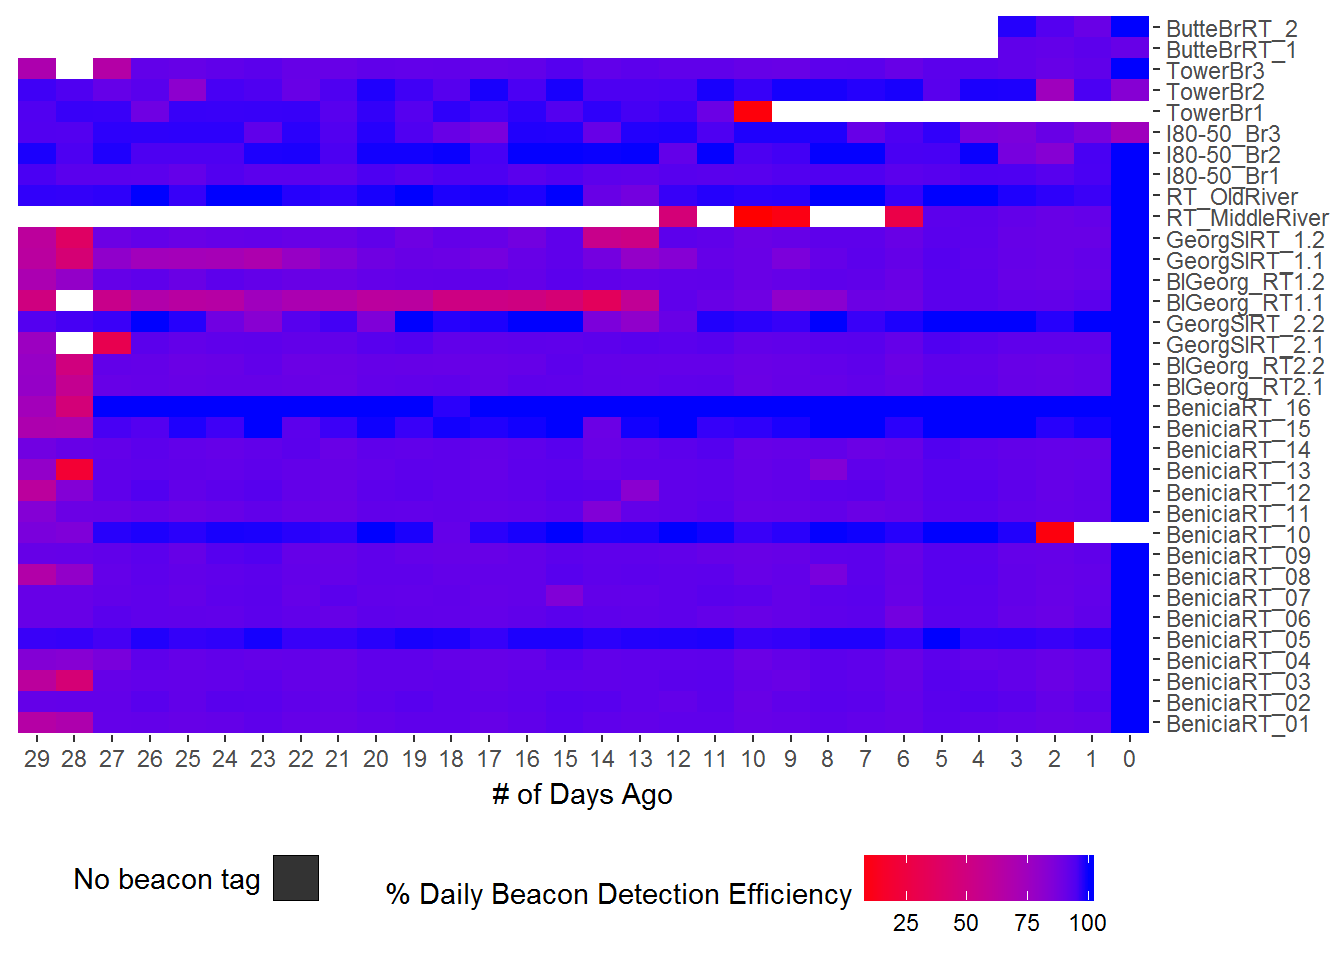 ButteBrRT_2
ButteBrRT_1
TowerBr3
TowerBr2
TowerBr1
I80-50_Br3
I80-50_Br2
I80-50_Br1
RT_OldRiver
RT_MiddleRiver
GeorgSlRT_1.2
GeorgSlRT_1.1
BlGeorg_RT1.2
BlGeorg_RT1.1
GeorgSlRT_2.2
GeorgSlRT_2.1
BlGeorg_RT2.2
BlGeorg_RT2.1
BeniciaRT_16
BeniciaRT_15
BeniciaRT_14
BeniciaRT_13
BeniciaRT_12
BeniciaRT_11
BeniciaRT_10
BeniciaRT_09
BeniciaRT_08
BeniciaRT_07
BeniciaRT_06
BeniciaRT_05
BeniciaRT_04
BeniciaRT_03
BeniciaRT_02
BeniciaRT_01
29 28 27 26 25 24 23 22 21 20 19 18 17 16 15 14 13 12 11 10 9 8 7 6 5 4 3 2 1 0
# of Days Ago
No beacon tag
% Daily Beacon Detection Efficiency
25 50 75 100